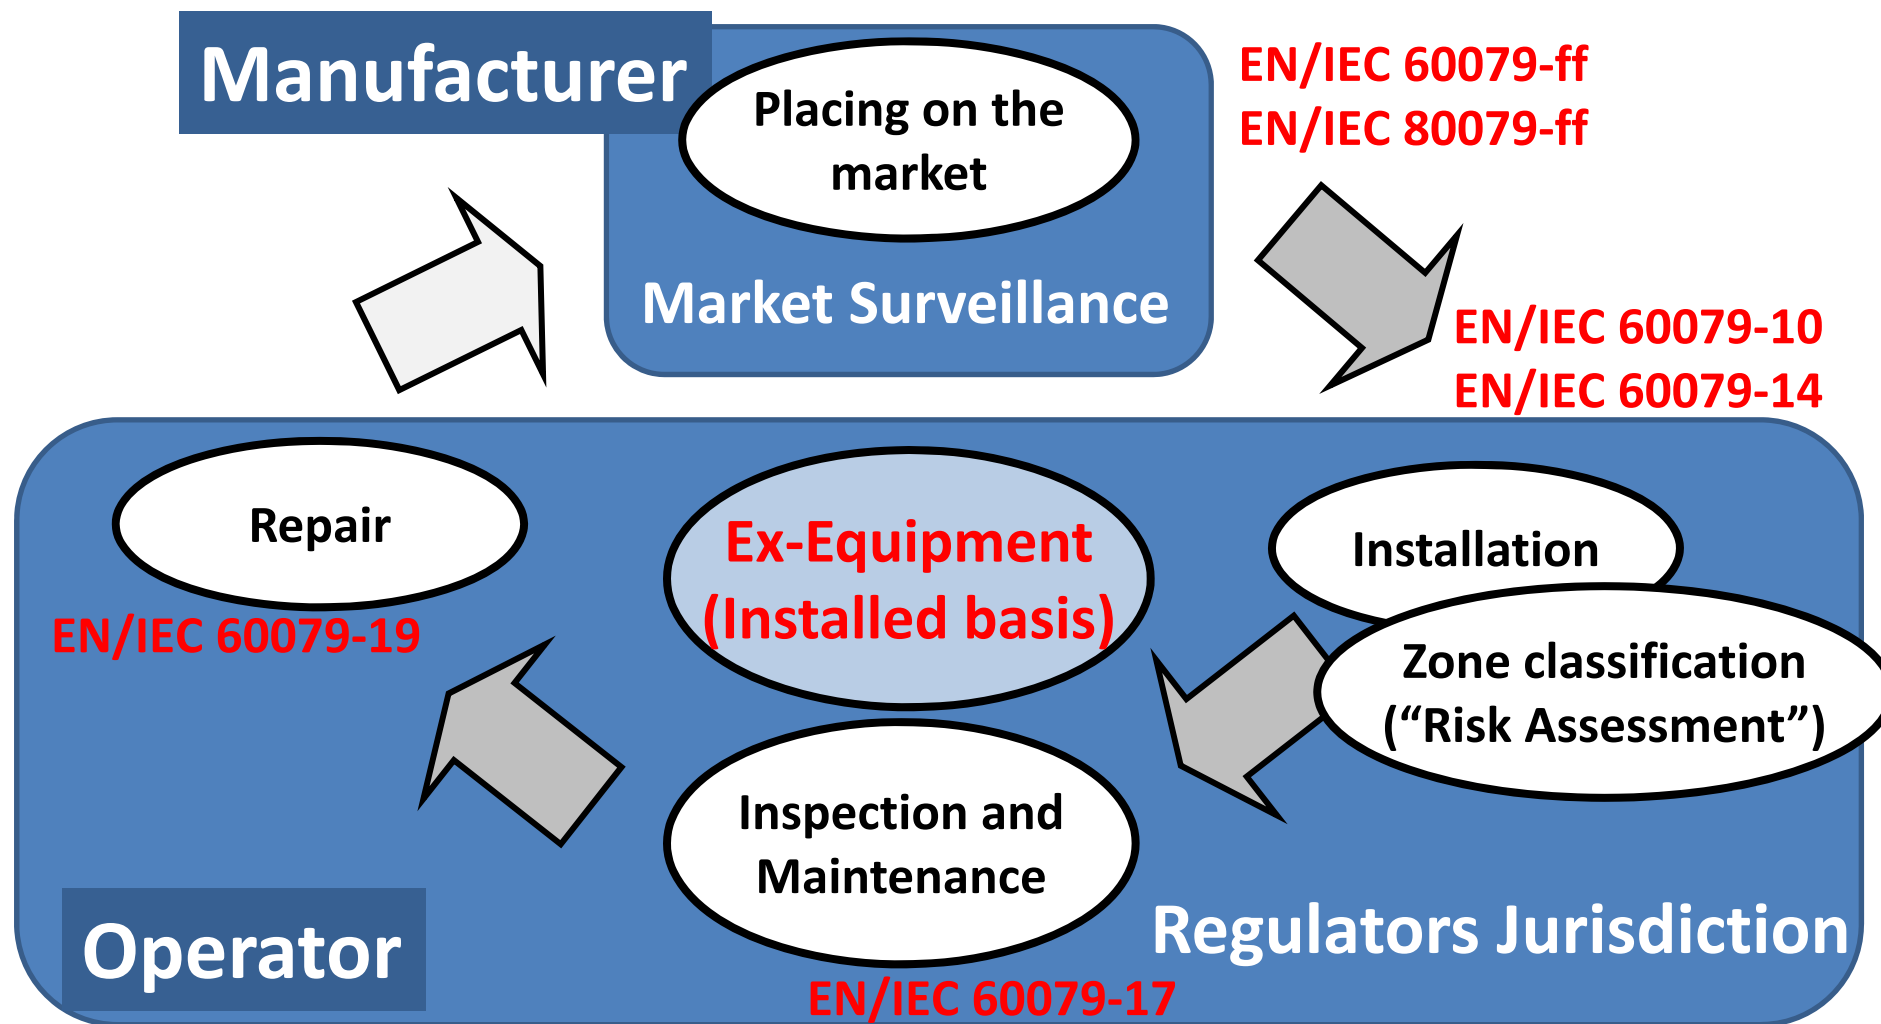 Manufacturer
Placing on the
market
Market Surveillance
EN/IEC 60079-ff
EN/IEC 80079-ff
EN/IEC 60079-10
EN/IEC 60079-14
Repair
EN/IEC 60079-19
Ex-Equipment
(Installed basis)
Installation
Zone classification
(“Risk Assessment”)
Inspection and
Maintenance
Operator
Regulators Jurisdiction
EN/IEC 60079-17